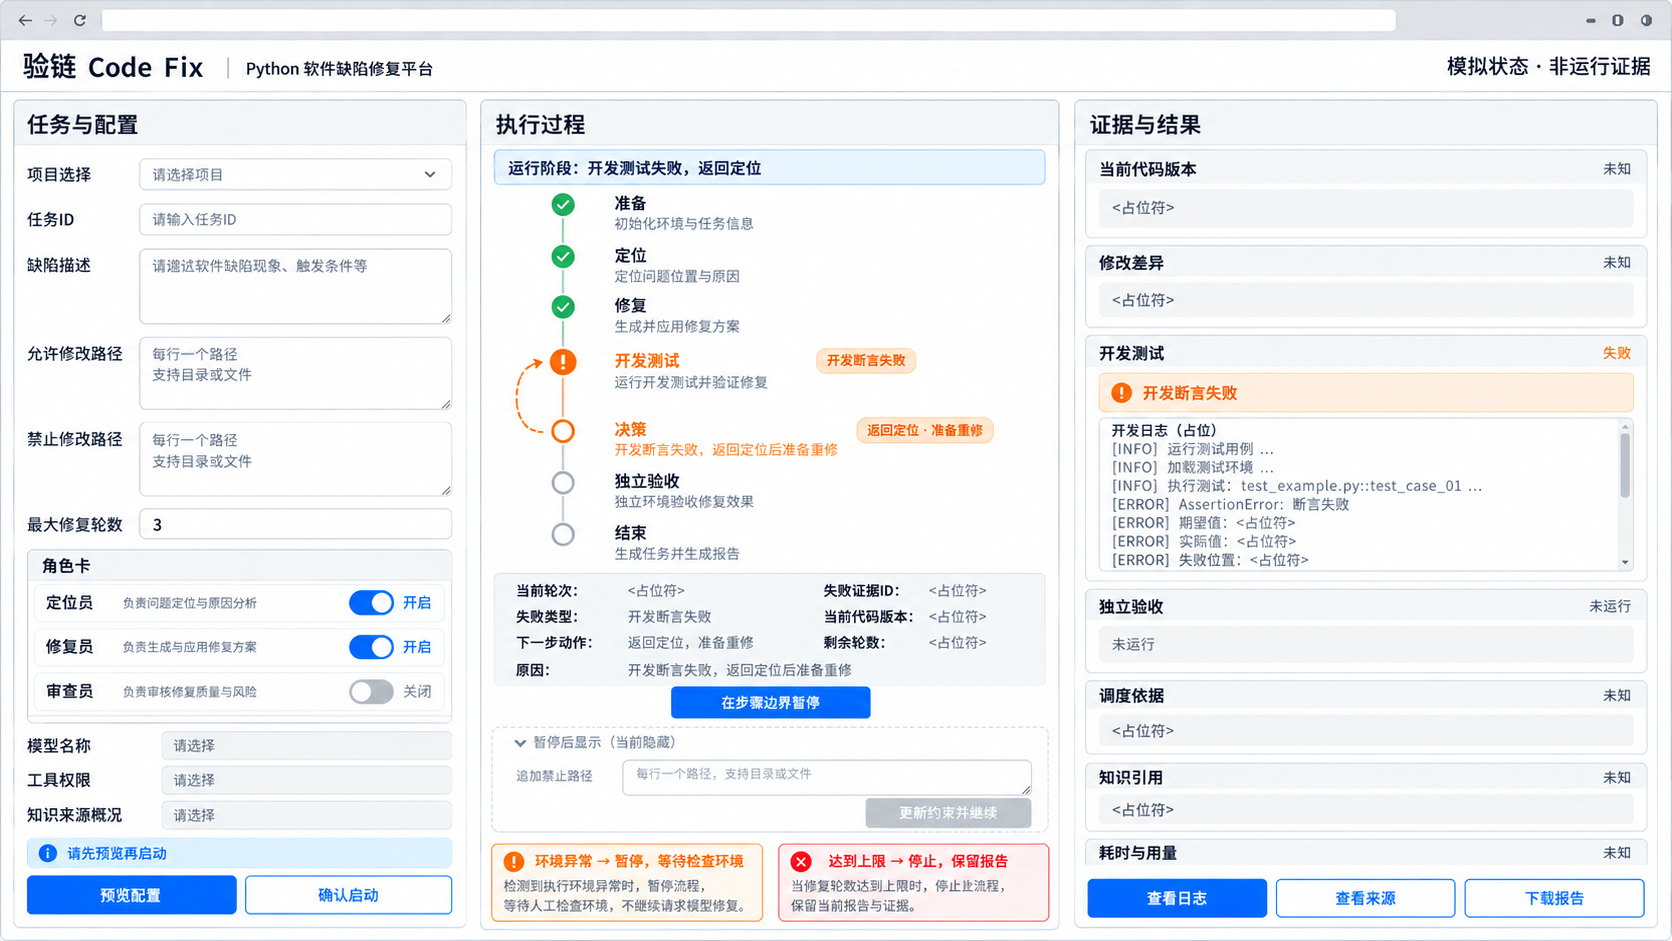 验链 Code Fix
Python 软件缺陷修复平台
模拟状态 · 非运行证据
任务与配置
项目选择
请选择项目
任务ID
请输入任务ID
缺陷描述
请述软件缺陷现象、触发条件等
允许修改路径
每行一个路径
支持目录或文件
禁止修改路径
每行一个路径
支持目录或文件
最大修复轮数
3
角色卡
定位员 负责问题定位与原因分析 开启
修复员 负责生成与应用修复方案 开启
审查员 负责审核修复质量与风险 关闭
模型名称 请选择
工具权限 请选择
知识来源概况 请选择
请先预览再启动
预览配置 确认启动
执行过程
运行阶段：开发测试失败，返回定位
准备
初始化环境与任务信息
定位
定位问题位置与原因
修复
生成并应用修复方案
开发测试 开发断言失败
运行开发测试并验证修复
决策 返回定位 · 准备重修
开发断言失败，返回定位后准备重修
独立验收
独立环境验收修复效果
结束
生成任务并生成报告
当前轮次： <占位符> 失败证据ID： <占位符>
失败类型： 开发断言失败 当前代码版本： <占位符>
下一步动作： 返回定位，准备重修 剩余轮数： <占位符>
原因： 开发断言失败，返回定位后准备重修
在步骤边界暂停
暂停后显示（当前隐藏）
追加禁止路径 每行一个路径，支持目录或文件
更新约束并继续
环境异常 → 暂停，等待检查环境
检测到执行环境异常时，暂停流程，
等待人工检查环境，不继续请求模型修复。
达到上限 → 停止，保留报告
当修复轮数达到上限时，停止流程，
保留当前报告与证据。
证据与结果
当前代码版本 未知
<占位符>
修改差异 未知
<占位符>
开发测试 失败
开发断言失败
开发日志（占位）
[INFO] 运行测试用例 ...
[INFO] 加载测试环境 ...
[INFO] 执行测试：test_example.py::test_case_01 ...
[ERROR] AssertionError：断言失败
[ERROR] 期望值：<占位符>
[ERROR] 实际值：<占位符>
[ERROR] 失败位置：<占位符>
独立验收 未运行
未运行
调度依据 未知
<占位符>
知识引用 未知
<占位符>
耗时与用量 未知
查看日志 查看来源 下载报告